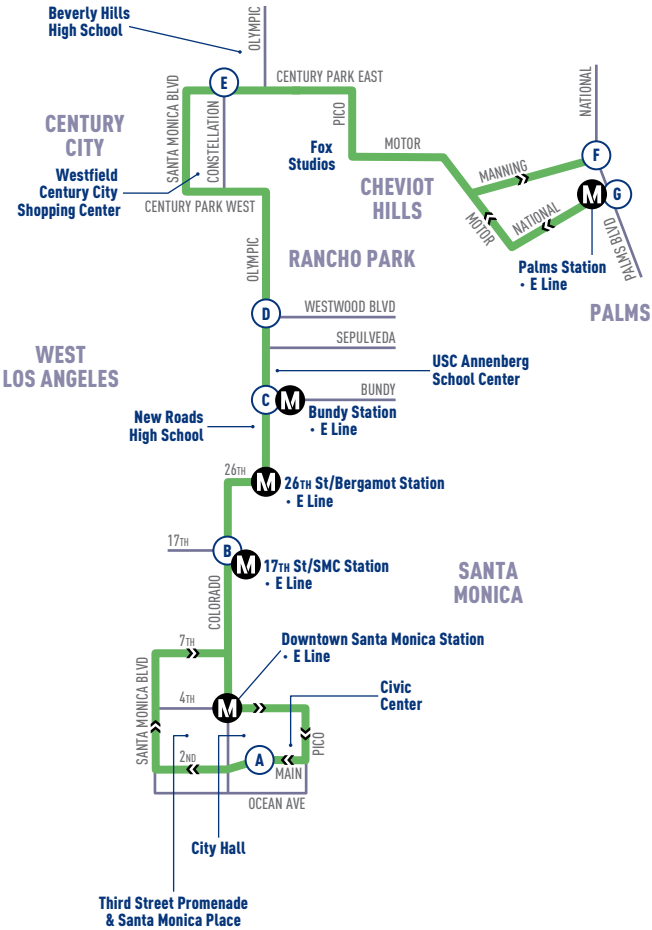 Beverly Hills
High School
OLYMPIC
E
CENTURY PARK EAST
SANTA MONICA BLVD
CONSTELLATION
PICO
NATIONAL
CENTURY
CITY
Fox
Studios
MOTOR
F
MANNING
Westfield
Century City
Shopping Center
CHEVIOT
HILLS
M
G
CENTURY PARK WEST
MOTOR
NATIONAL
PALMS BLVD
OLYMPIC
RANCHO PARK
Palms Station
• E Line
PALMS
D
WESTWOOD BLVD
SEPULVEDA
WEST
LOS ANGELES
USC Annenberg
School Center
C
M
BUNDY
Bundy Station
• E Line
New Roads
High School
26TH
M
26TH St/Bergamot Station
• E Line
17TH
B
M
17TH St/SMC Station
• E Line
SANTA
MONICA
COLORADO
7TH
Downtown Santa Monica Station
• E Line
SANTA MONICA BLVD
4TH
M
Civic
Center
PICO
2ND
A
MAIN
OCEAN AVE
City Hall
Third Street Promenade
& Santa Monica Place